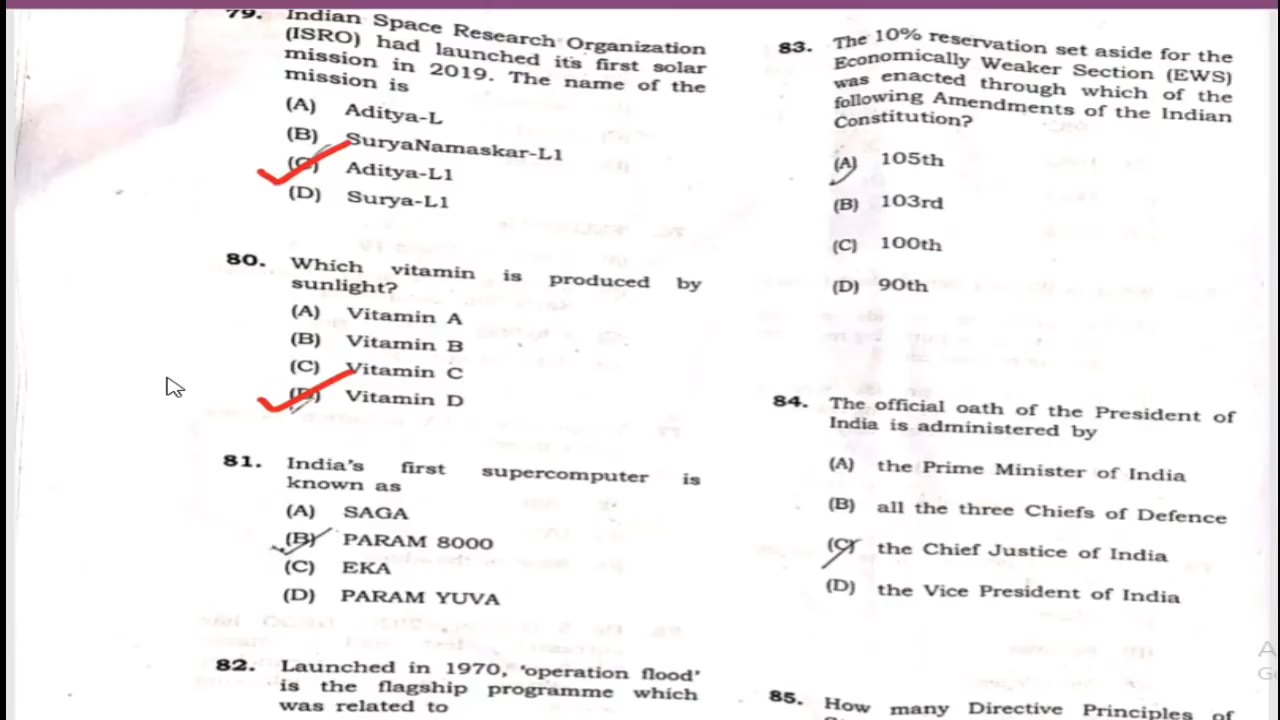 79. Indian Space Research Organization
(ISRO) had launched its first solar
mission in 2019. The name of the
mission is
(A) Aditya-L
(B) SuryaNamaskar-L1
(C) Aditya-L1
(D) Surya-L1
80. Which vitamin is produced by
sunlight?
(A) Vitamin A
(B) Vitamin B
(C) Vitamin C
(D) Vitamin D
81. India's first supercomputer is
known as
(A) SAGA
(B) PARAM 8000
(C) EKA
(D) PARAM YUVA
82. Launched in 1970, 'operation flood'
is the flagship programme which
was related to
83. The 10% reservation set aside for the
Economically Weaker Section (EWS)
was enacted through which of the
following Amendments of the Indian
Constitution?
(A) 105th
(B) 103rd
(C) 100th
(D) 90th
84. The official oath of the President of
India is administered by
(A) the Prime Minister of India
(B) all the three Chiefs of Defence
(C) the Chief Justice of India
(D) the Vice President of India
85. How many Directive Principles of